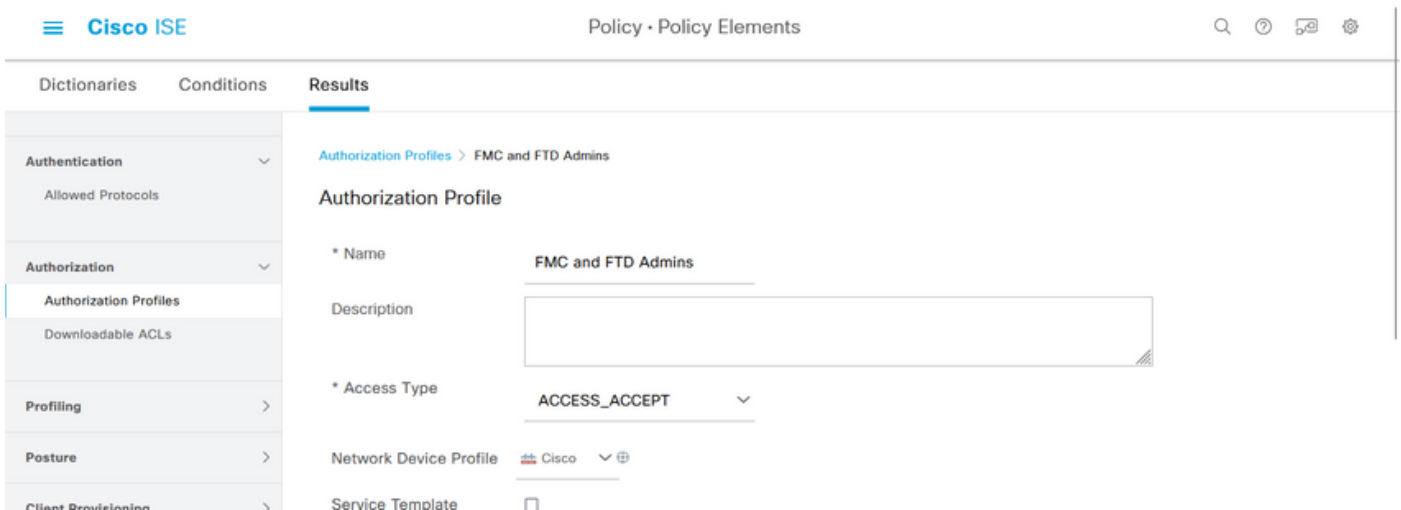 Cisco ISE
Policy · Policy Elements
Dictionaries Conditions Results
Authentication
Allowed Protocols
Authorization
Authorization Profiles
Downloadable ACLs
Profiling
Posture
Client Provisioning
Authorization Profiles > FMC and FTD Admins
Authorization Profile
* Name FMC and FTD Admins
Description
* Access Type ACCESS_ACCEPT
Network Device Profile Cisco
Service Template